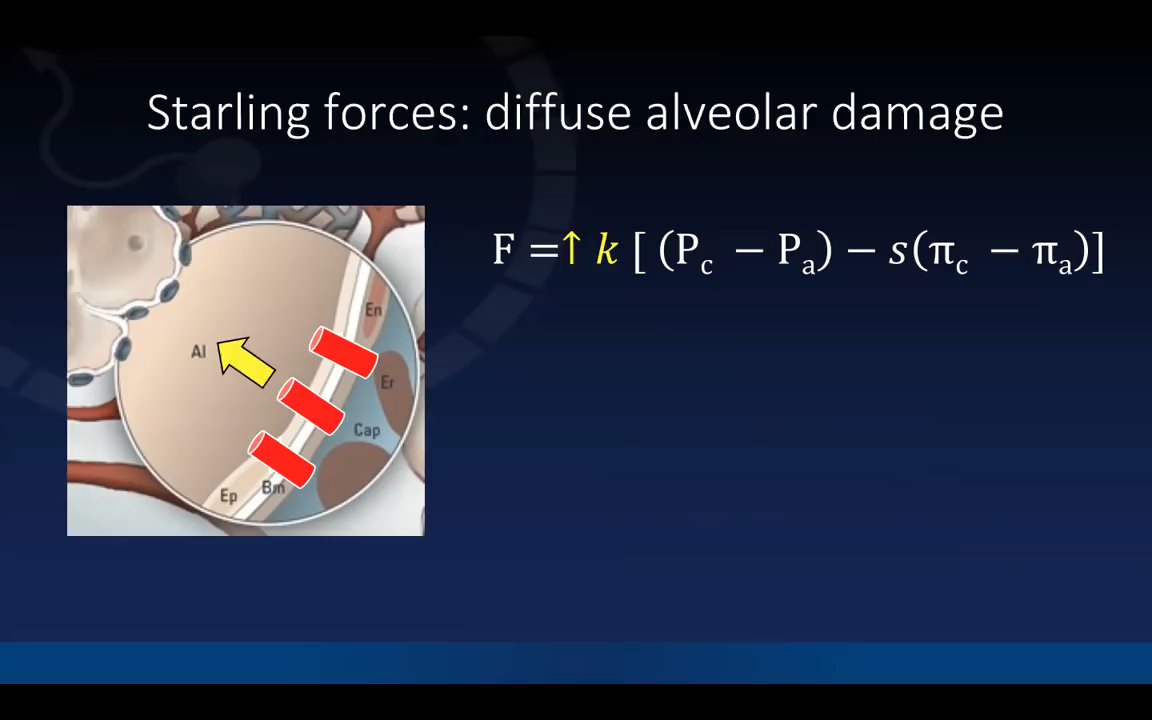 Starling forces: diffuse alveolar damage
F =↑ k [ (Pc − Pa) − s(πc − πa)]
En
Al
Er
Cap
Bm
Ep